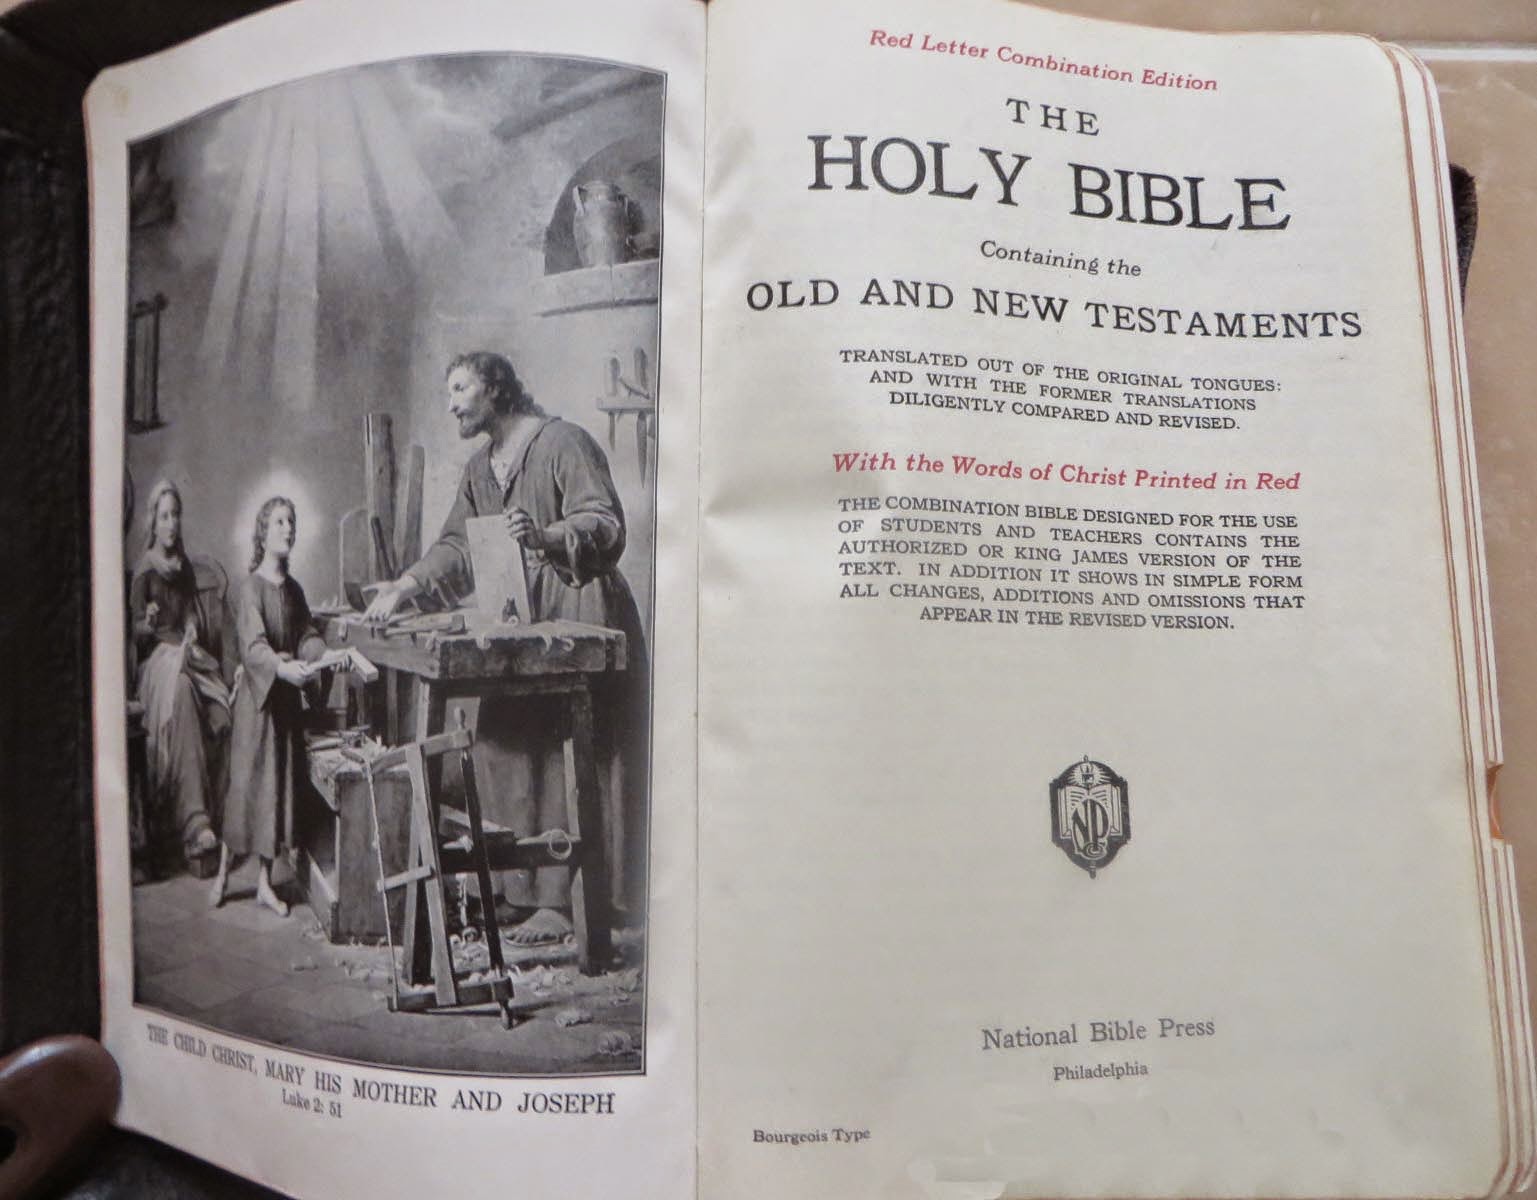 THE CHILD CHRIST, MARY HIS MOTHER AND JOSEPH
Luke 2: 51
Red Letter Combination Edition
THE
HOLY BIBLE
Containing the
OLD AND NEW TESTAMENTS
TRANSLATED OUT OF THE ORIGINAL TONGUES:
AND WITH THE FORMER TRANSLATIONS
DILIGENTLY COMPARED AND REVISED.
With the Words of Christ Printed in Red
THE COMBINATION BIBLE DESIGNED FOR THE USE
OF STUDENTS AND TEACHERS CONTAINS THE
AUTHORIZED OR KING JAMES VERSION OF THE
TEXT. IN ADDITION IT SHOWS IN SIMPLE FORM
ALL CHANGES, ADDITIONS AND OMISSIONS THAT
APPEAR IN THE REVISED VERSION.
NP
National Bible Press
Philadelphia
Bourgeois Type